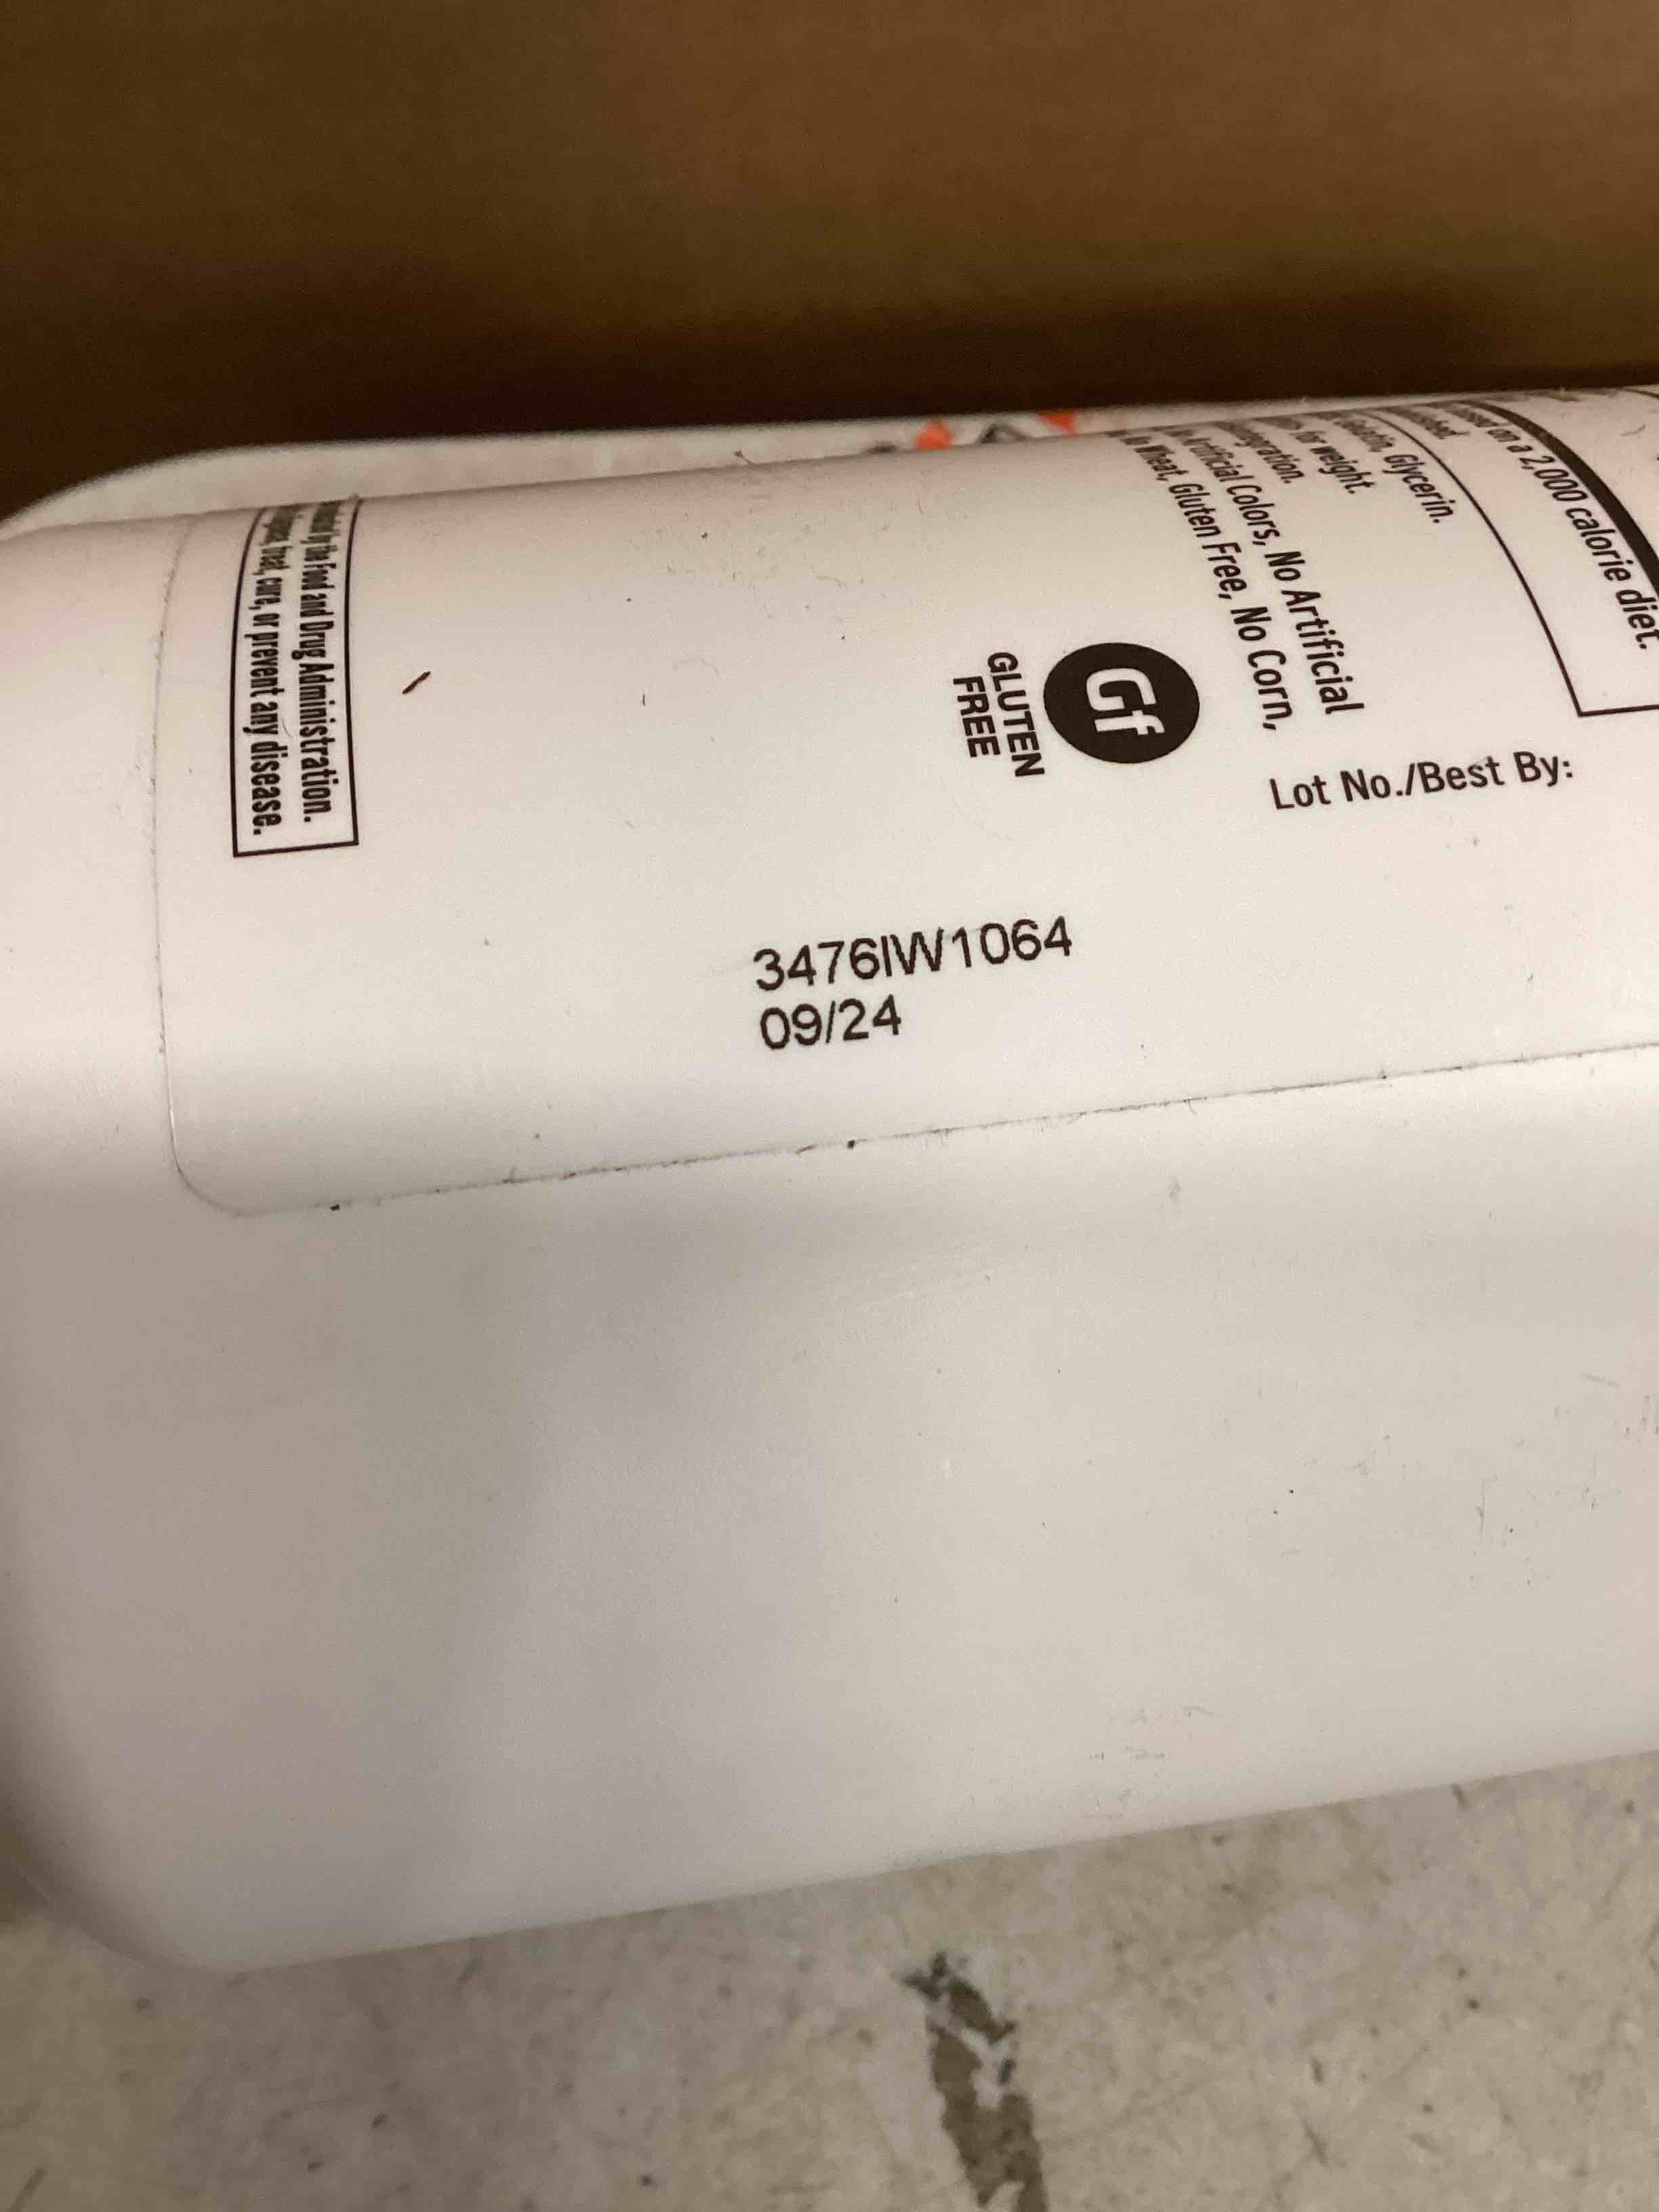 on a 2,000 calorie diet.
Gelatin, Glycerin.
for weight.
Artificial Colors, No Artificial
Wheat, Gluten Free, No Corn,
Gf
GLUTEN
FREE
Lot No./Best By:
3476IW1064
09/24
by the Food and Drug Administration.
treat, cure, or prevent any disease.